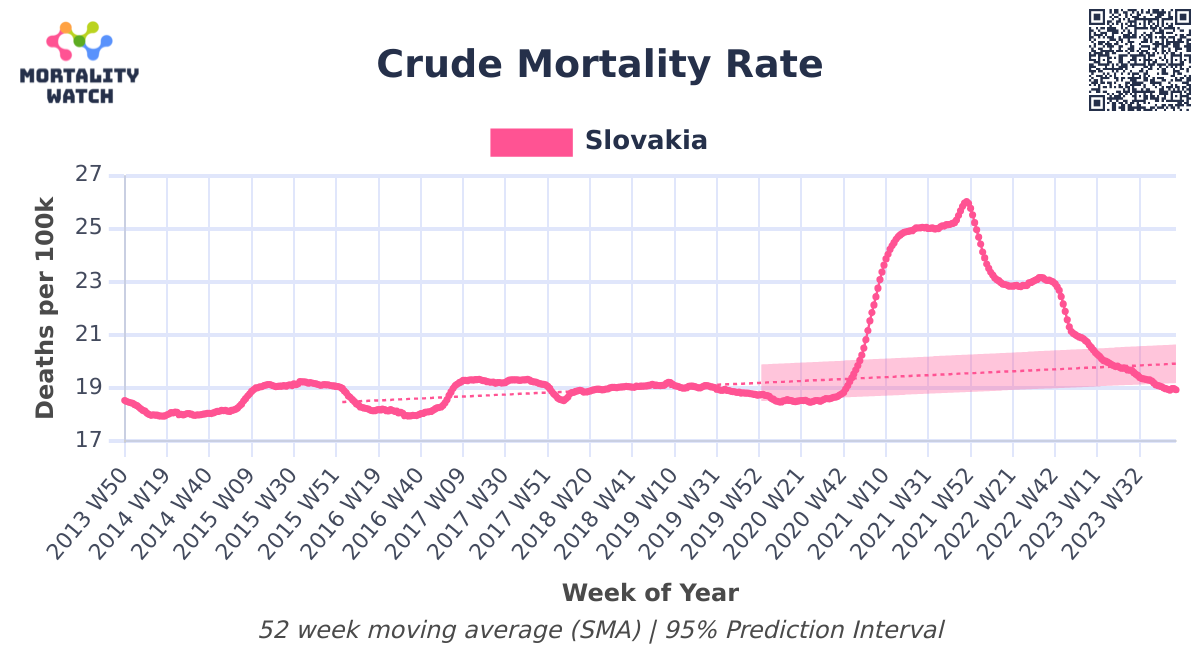 MORTALITY
WATCH
Crude Mortality Rate
Slovakia
Deaths per 100k
27
25
23
21
19
17
2013 W50
2014 W19
2014 W40
2015 W09
2015 W30
2015 W51
2016 W19
2016 W40
2017 W09
2017 W30
2017 W51
2018 W20
2018 W41
2019 W10
2019 W31
2019 W52
2020 W21
2020 W42
2021 W10
2021 W31
2021 W52
2022 W21
2022 W42
2023 W11
2023 W32
Week of Year
52 week moving average (SMA) | 95% Prediction Interval